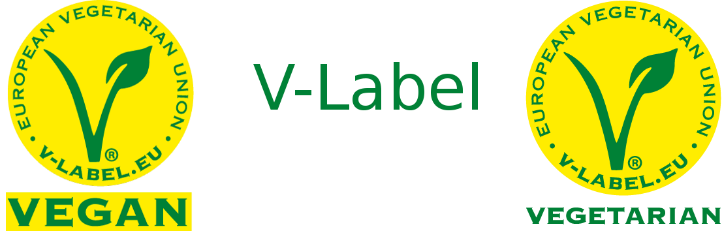 • EUROPEAN VEGETARIAN UNION •
V-LABEL.EU
®
VEGAN
V-Label
• EUROPEAN VEGETARIAN UNION •
V-LABEL.EU
®
VEGETARIAN